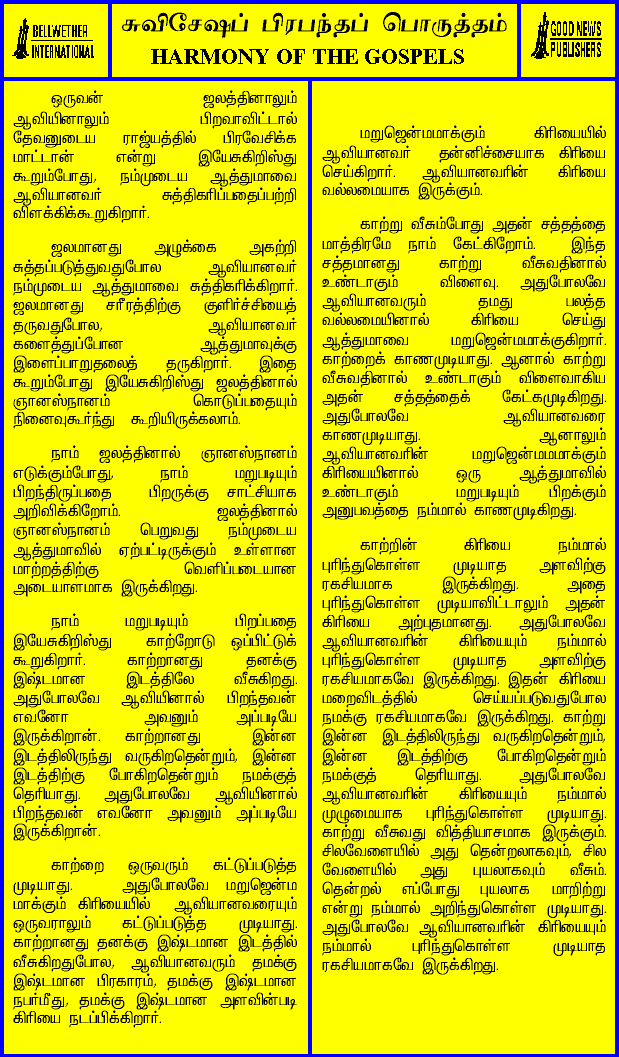 BELLWETHER
INTERNATIONAL
சுவிசேஷப் பிரபந்தப் பொருத்தம்
HARMONY OF THE GOSPELS
GOOD NEWS
PUBLISHERS
ஒருவன் ஜலத்தினாலும்
ஆவியினாலும் பிறவாவிட்டால்
தேவனுடைய ராஜ்யத்தில் பிரவேசிக்க
மாட்டான் என்று இயேசுகிறிஸ்து
கூறும்போது, நம்முடைய ஆத்துமாவை
ஆவியானவர் சுத்திகரிப்பதைப்பற்றி
விளக்கிக்கூறுகிறார்.
ஜலமானது அழுக்கை அகற்றி
சுத்தப்படுத்துவதுபோல ஆவியானவர்
நம்முடைய ஆத்துமாவை சுத்திகரிக்கிறார்.
ஜலமானது சரீரத்திற்கு குளிர்ச்சியைத்
தருவதுபோல, ஆவியானவர்
களைத்துப்போன ஆத்துமாவுக்கு
இளைப்பாறுதலைத் தருகிறார். இதை
கூறும்போது இயேசுகிறிஸ்து ஜலத்தினால்
ஞானஸ்நானம் கொடுப்பதையும்
நினைவுகூர்ந்து கூறியிருக்கலாம்.
நாம் ஜலத்தினால் ஞானஸ்நானம்
எடுக்கும்போது, நாம் மறுபடியும்
பிறந்திருப்பதை பிறருக்கு சாட்சியாக
அறிவிக்கிறோம். ஜலத்தினால்
ஞானஸ்நானம் பெறுவது நம்முடைய
ஆத்துமாவில் ஏற்பட்டிருக்கும் உள்ளான
மாற்றத்திற்கு வெளிப்படையான
அடையாளமாக இருக்கிறது.
நாம் மறுபடியும் பிறப்பதை
இயேசுகிறிஸ்து காற்றோடு ஒப்பிட்டுக்
கூறுகிறார். காற்றானது தனக்கு
இஷ்டமான இடத்திலே வீசுகிறது.
அதுபோலவே ஆவியினால் பிறந்தவன்
எவனோ அவனும் அப்படியே
இருக்கிறான். காற்றானது இன்ன
இடத்திலிருந்து வருகிறதென்றும், இன்ன
இடத்திற்கு போகிறதென்றும் நமக்குத்
தெரியாது. அதுபோலவே ஆவியினால்
பிறந்தவன் எவனோ அவனும் அப்படியே
இருக்கிறான்.
காற்றை ஒருவரும் கட்டுப்படுத்த
முடியாது. அதுபோலவே மறுஜென்ம
மாக்கும் கிரியையில் ஆவியானவரையும்
ஒருவராலும் கட்டுப்படுத்த முடியாது.
காற்றானது தனக்கு இஷ்டமான இடத்தில்
வீசுகிறதுபோல, ஆவியானவரும் தமக்கு
இஷ்டமான பிரகாரம், தமக்கு இஷ்டமான
நபர்மீது, தமக்கு இஷ்டமான அளவின்படி
கிரியை நடப்பிக்கிறார்.
மறுஜென்மமாக்கும் கிரியையில்
ஆவியானவர் தன்னிச்சையாக கிரியை
செய்கிறார். ஆவியானவரின் கிரியை
வல்லமையாக இருக்கும்.
காற்று வீசும்போது அதன் சத்தத்தை
மாத்திரமே நாம் கேட்கிறோம். இந்த
சத்தமானது காற்று வீசுவதினால்
உண்டாகும் விளைவு. அதுபோலவே
ஆவியானவரும் தமது பலத்த
வல்லமையினால் கிரியை செய்து
ஆத்துமாவை மறுஜென்மமாக்குகிறார்.
காற்றைக் காணமுடியாது. ஆனால் காற்று
வீசுவதினால் உண்டாகும் விளைவாகிய
அதன் சத்தத்தைக் கேட்கமுடிகிறது.
அதுபோலவே ஆவியானவரை
காணமுடியாது. ஆனாலும்
ஆவியானவரின் மறுஜென்மமமாக்கும்
கிரியையினால் ஒரு ஆத்துமாவில்
உண்டாகும் மறுபடியும் பிறக்கும்
அனுபவத்தை நம்மால் காணமுடிகிறது.
காற்றின் கிரியை நம்மால்
புரிந்துகொள்ள முடியாத அளவிற்கு
ரகசியமாக இருக்கிறது. அதை
புரிந்துகொள்ள முடியாவிட்டாலும் அதன்
கிரியை அற்புதமானது. அதுபோலவே
ஆவியானவரின் கிரியையும் நம்மால்
புரிந்துகொள்ள முடியாத அளவிற்கு
ரகசியமாகவே இருக்கிறது. இதன் கிரியை
மறைவிடத்தில் செய்யப்படுவதுபோல
நமக்கு ரகசியமாகவே இருக்கிறது. காற்று
இன்ன இடத்திலிருந்து வருகிறதென்றும்,
இன்ன இடத்திற்கு போகிறதென்றும்
நமக்குத் தெரியாது. அதுபோலவே
ஆவியானவரின் கிரியையும் நம்மால்
முழுமையாக புரிந்துகொள்ள முடியாது.
காற்று வீசுவது வித்தியாசமாக இருக்கும்.
சிலவேளையில் அது தென்றலாகவும், சில
வேளையில் அது புயலாகவும் வீசும்.
தென்றல் எப்போது புயலாக மாறிற்று
என்று நம்மால் அறிந்துகொள்ள முடியாது.
அதுபோலவே ஆவியானவரின் கிரியையும்
நம்மால் புரிந்துகொள்ள முடியாத
ரகசியமாகவே இருக்கிறது.